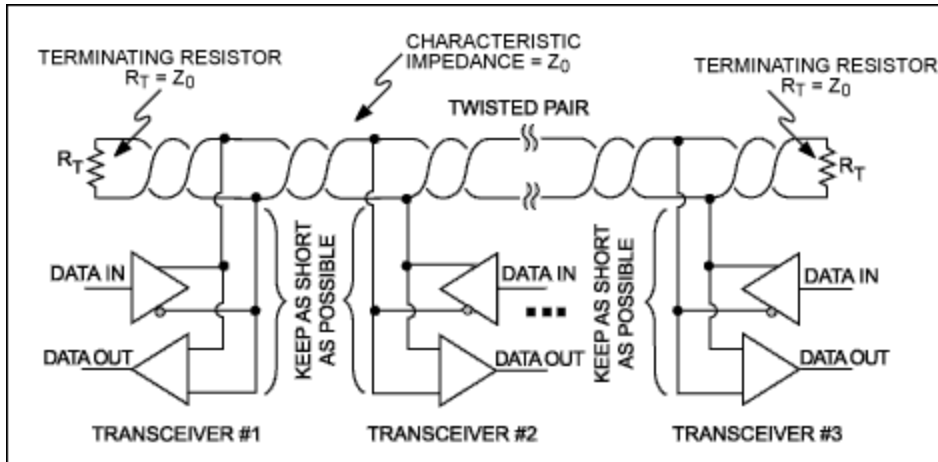 TERMINATING RESISTOR
R_T = Z_0
CHARACTERISTIC
IMPEDANCE = Z_0
TERMINATING RESISTOR
R_T = Z_0
TWISTED PAIR
R_T
R_T
DATA IN
DATA OUT
KEEP AS SHORT
AS POSSIBLE
DATA IN
DATA OUT
KEEP AS SHORT
AS POSSIBLE
DATA IN
DATA OUT
TRANSCEIVER #1
TRANSCEIVER #2
TRANSCEIVER #3